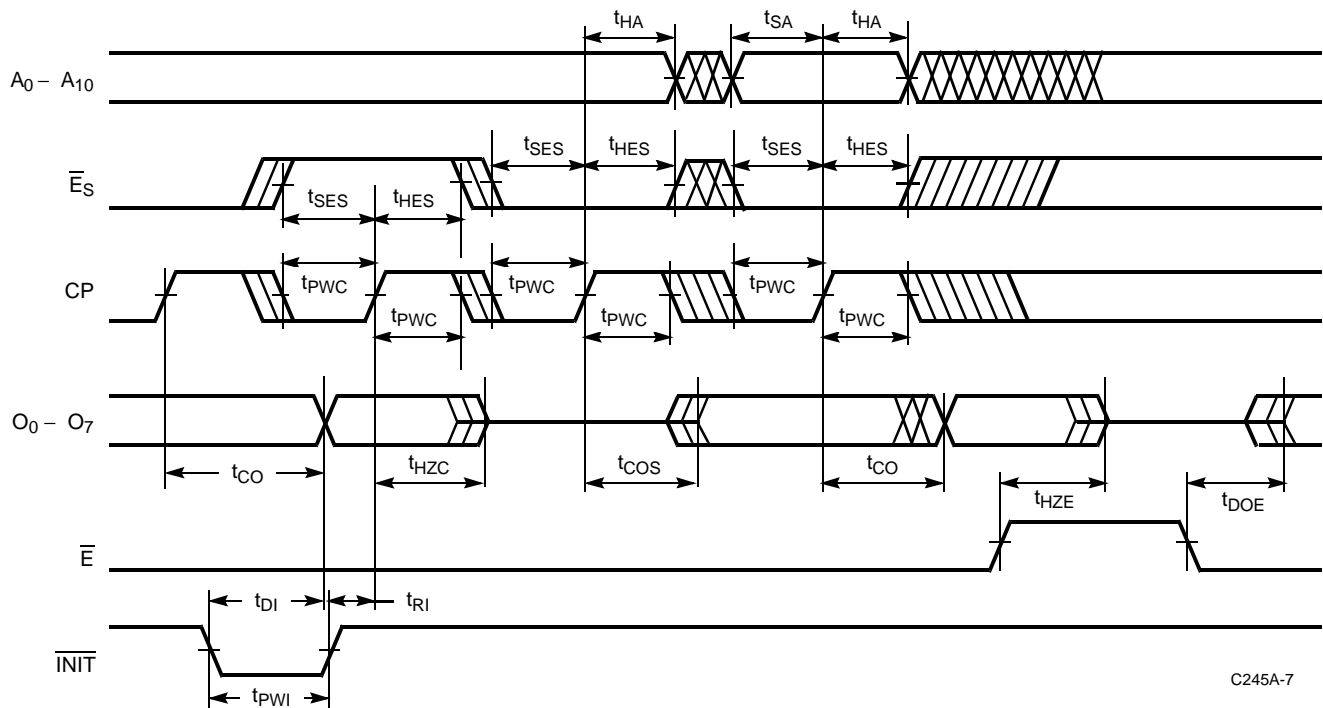 tHA tSA tHA
A0 – A10
tSES tHES tSES tHES
ES
tSES tHES
CP
tPWC tPWC tPWC
tPWC tPWC tPWC
O0 – O7
tCO tHZC tCOS tCO
tHZE tDOE
E
tDI tRI
INIT
tPWI
C245A-7